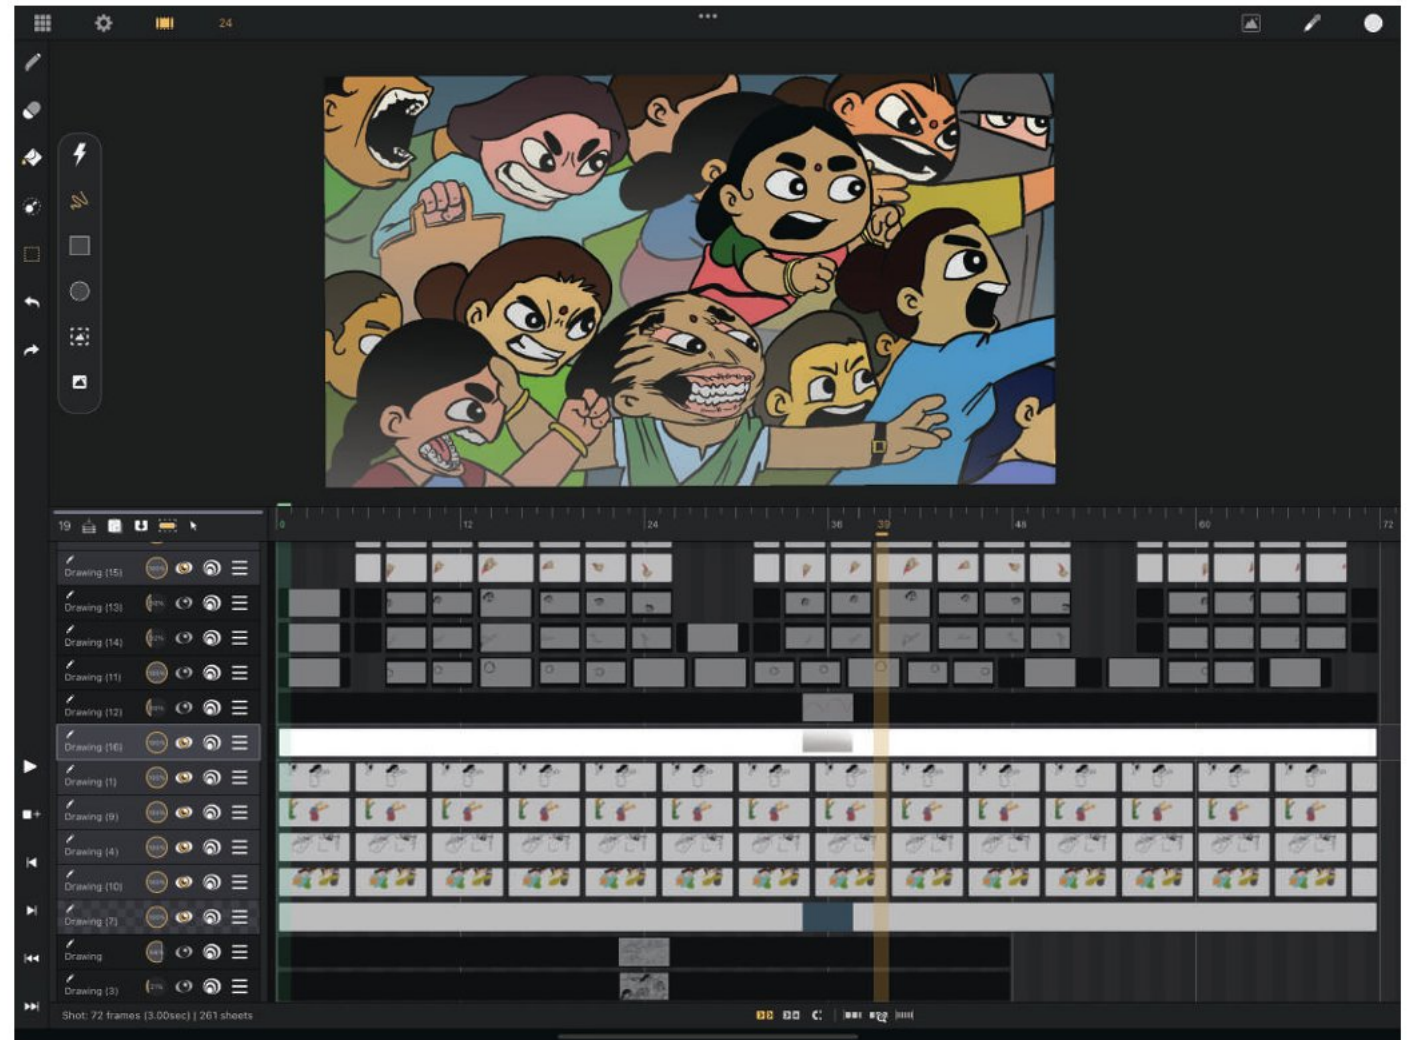 24
19
0 12 24 36 39 48 60 72
Drawing (15)
Drawing (13)
Drawing (14)
Drawing (11)
Drawing (12)
Drawing (16)
Drawing (1)
Drawing (9)
Drawing (4)
Drawing (10)
Drawing (7)
Drawing
Drawing (3)
Shot: 72 frames (3.00sec) | 261 sheets